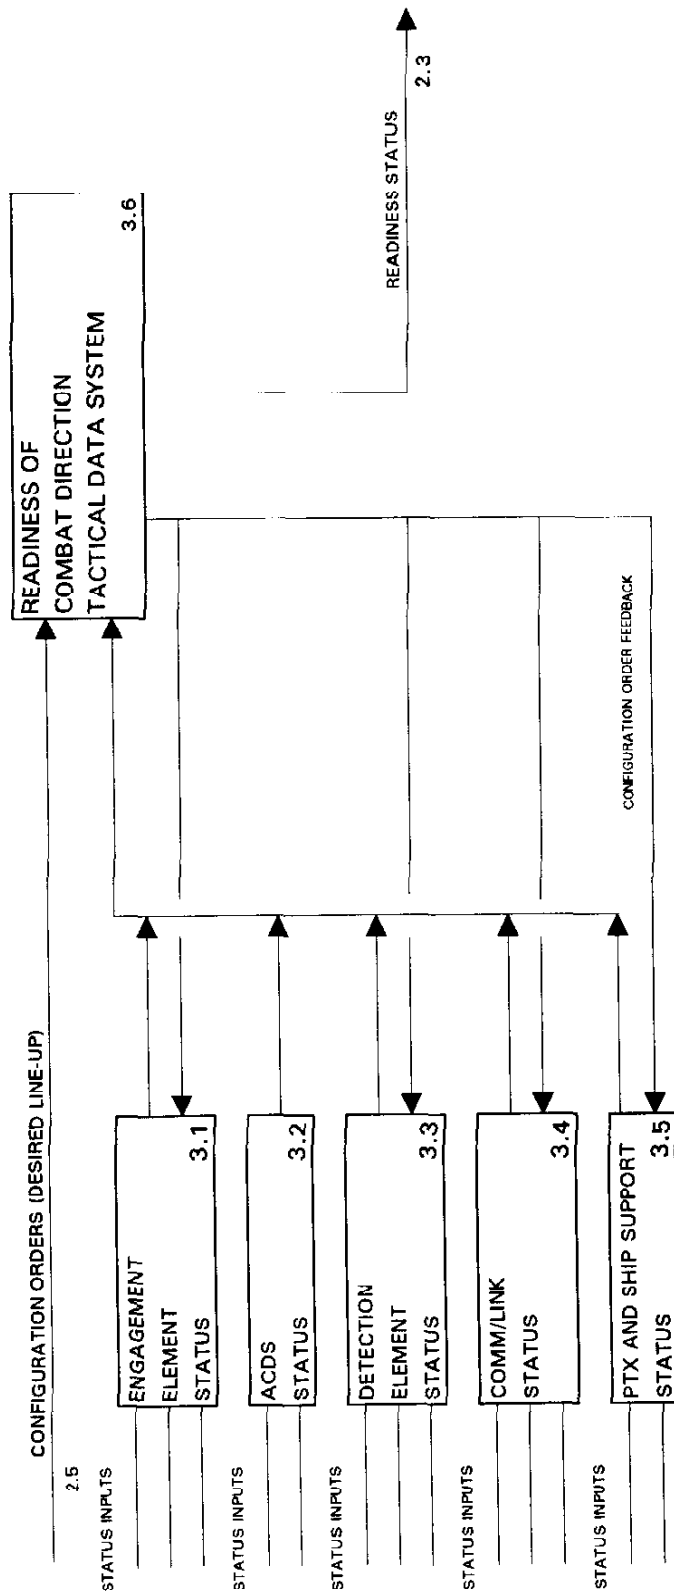 CONFIGURATION ORDERS (DESIRED LINE-UP)
2.5
READINESS OF
COMBAT DIRECTION
TACTICAL DATA SYSTEM
3.6
STATUS INPUTS
ENGAGEMENT
ELEMENT
STATUS
3.1
STATUS INPUTS
ACDS
STATUS
3.2
STATUS INPUTS
DETECTION
ELEMENT
STATUS
3.3
READINESS STATUS
2.3
STATUS INPUTS
COMM/LINK
STATUS
3.4
STATUS INPUTS
PTX AND SHIP SUPPORT
STATUS
3.5
CONFIGURATION ORDER FEEDBACK